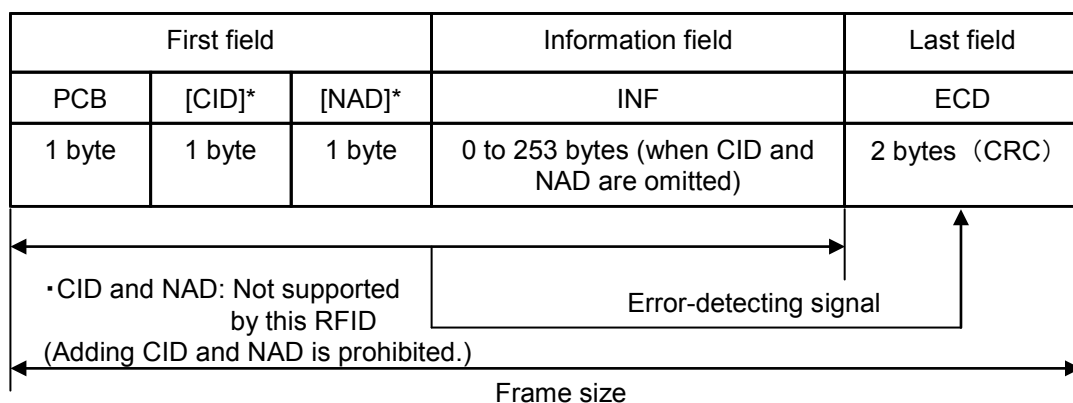 First field Information field Last field
PCB [CID]* [NAD]* INF ECD
1 byte 1 byte 1 byte 0 to 253 bytes (when CID and NAD are omitted) 2 bytes（CRC）
・CID and NAD: Not supported
by this RFID
(Adding CID and NAD is prohibited.)
Error-detecting signal
Frame size